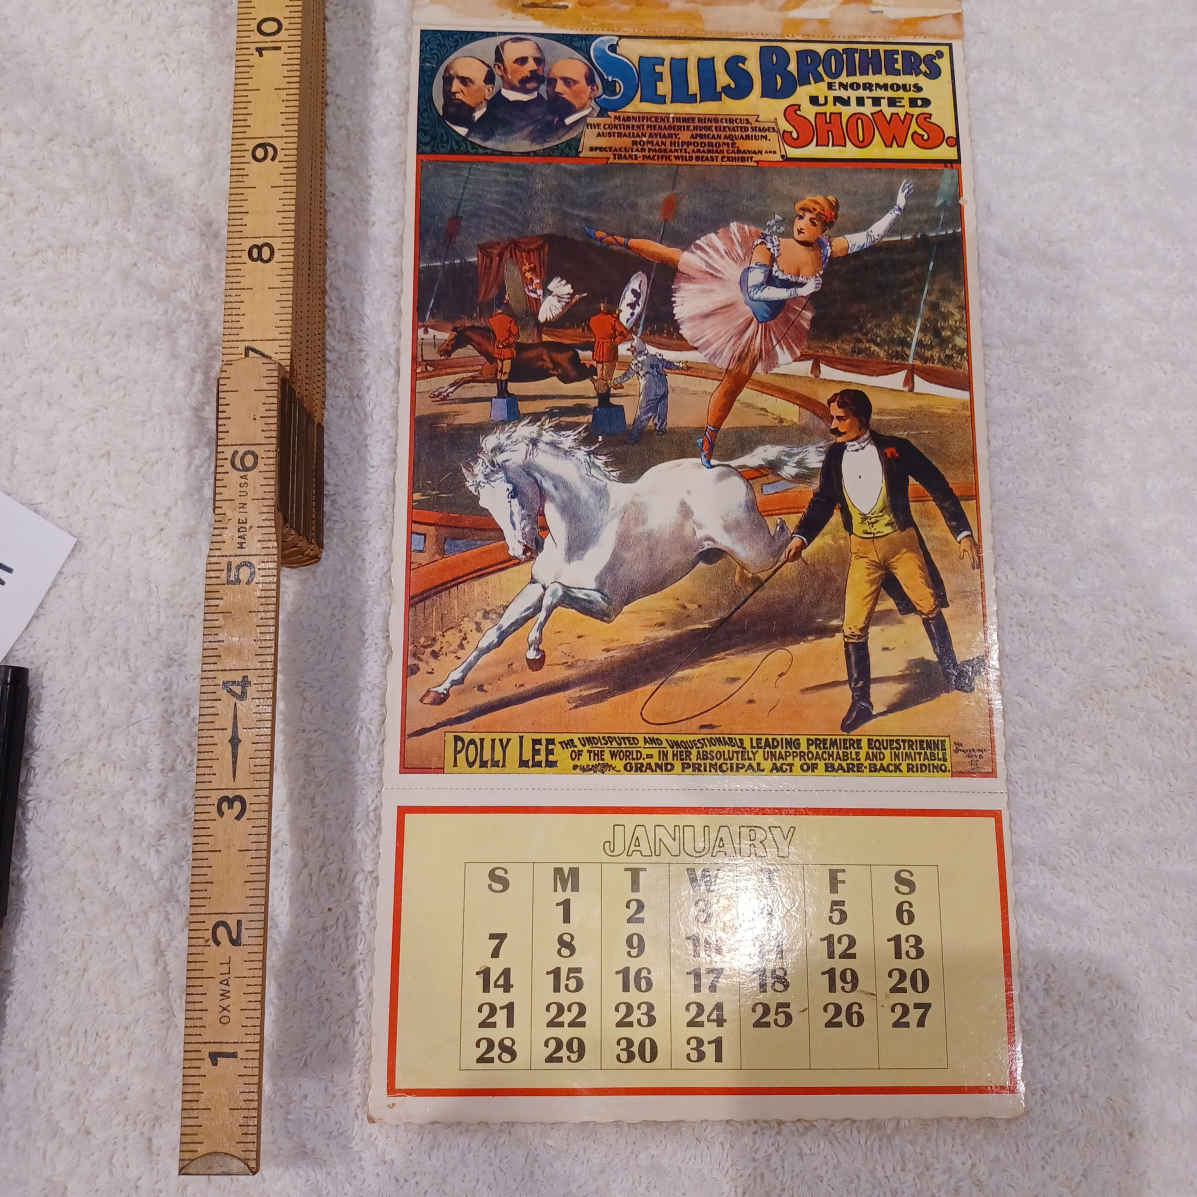 SELLS BROTHERS'
ENORMOUS
UNITED
SHOWS.
MAGNIFICENT THREE RING CIRCUS,
FIVE CONTINENT MENAGERIE, HUGE ELEVATED STAGES,
AUSTRALIAN AVIARY, AFRICAN AQUARIUM,
ROMAN HIPPODROME,
SPECTACULAR PAGEANTS, ARABIAN CARAVAN AND
TRANS-PACIFIC WILD BEAST EXHIBIT.
POLLY LEE THE UNDISPUTED AND UNQUESTIONABLE LEADING PREMIERE EQUESTRIENNE
OF THE WORLD.= IN HER ABSOLUTELY UNAPPROACHABLE AND INIMITABLE
GRAND PRINCIPAL ACT OF BARE-BACK RIDING.
JANUARY
S M T W T F S
1 2 3 4 5 6
7 8 9 10 11 12 13
14 15 16 17 18 19 20
21 22 23 24 25 26 27
28 29 30 31
10
9
8
7
6
MADE IN USA
5
4
3
2
OXWALL
1